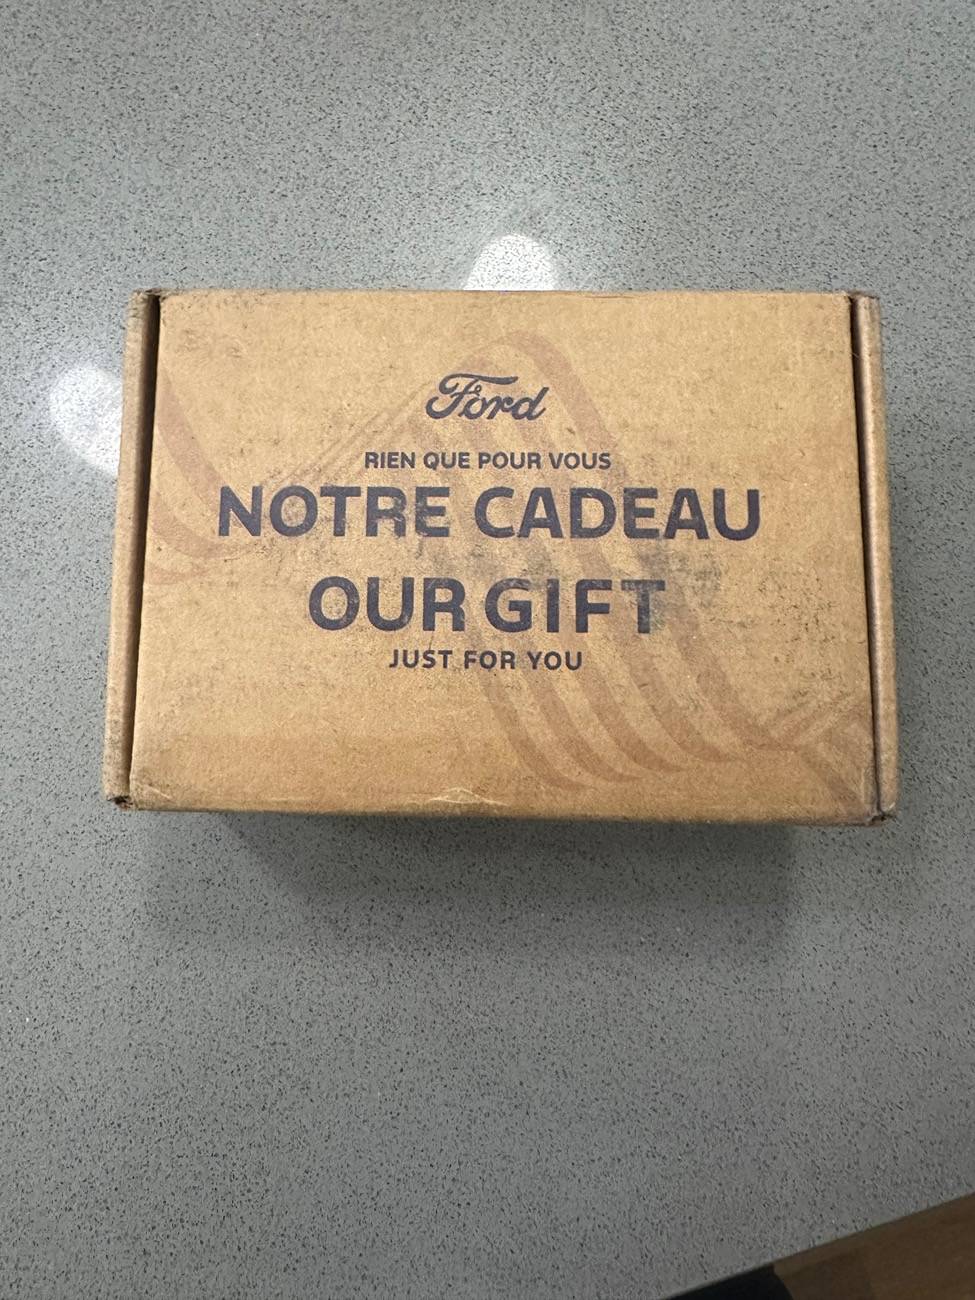 Ford
RIEN QUE POUR VOUS
NOTRE CADEAU
OUR GIFT
JUST FOR YOU